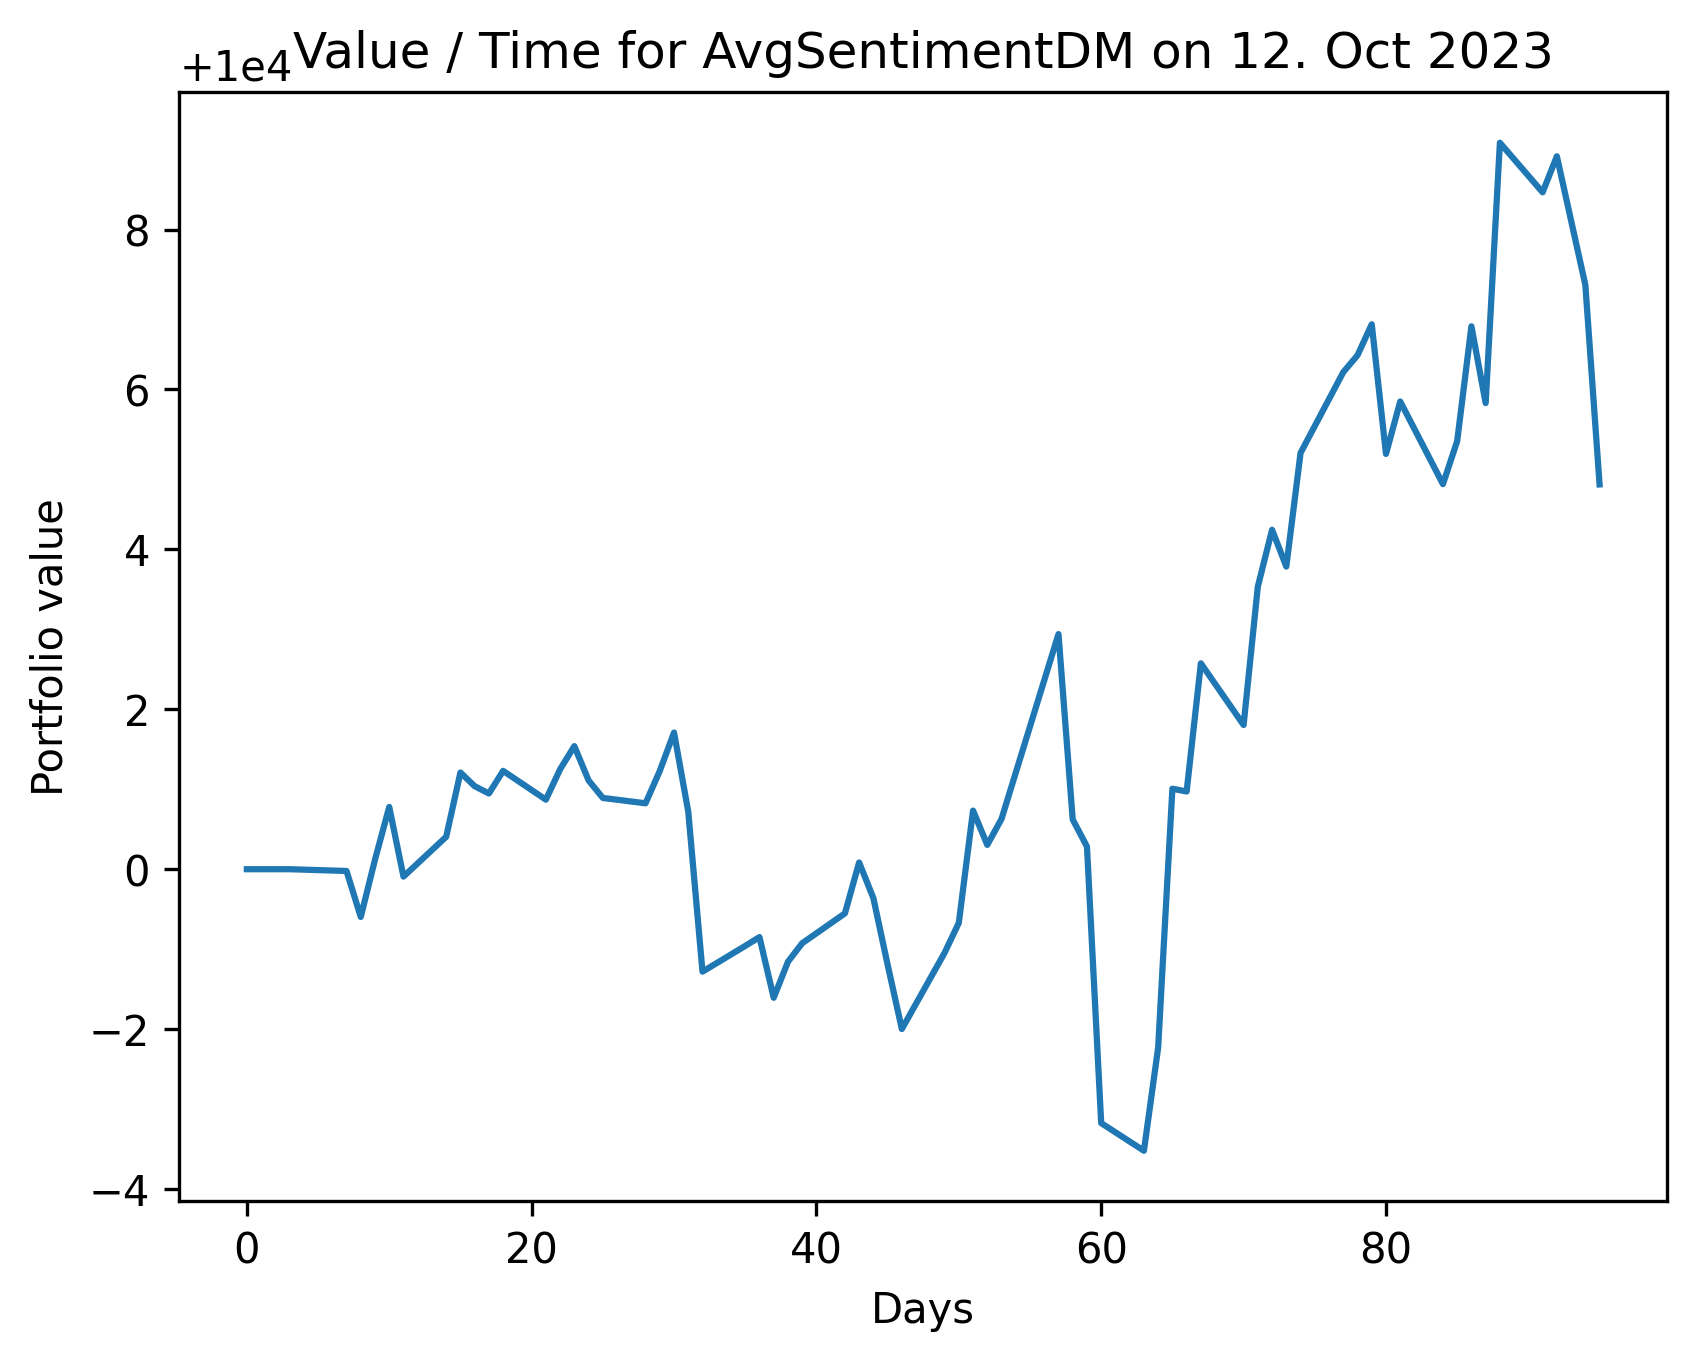 Value / Time for AvgSentimentDM on 12. Oct 2023
+1e4
8
6
4
2
0
−2
−4
Portfolio value
0 20 40 60 80
Days